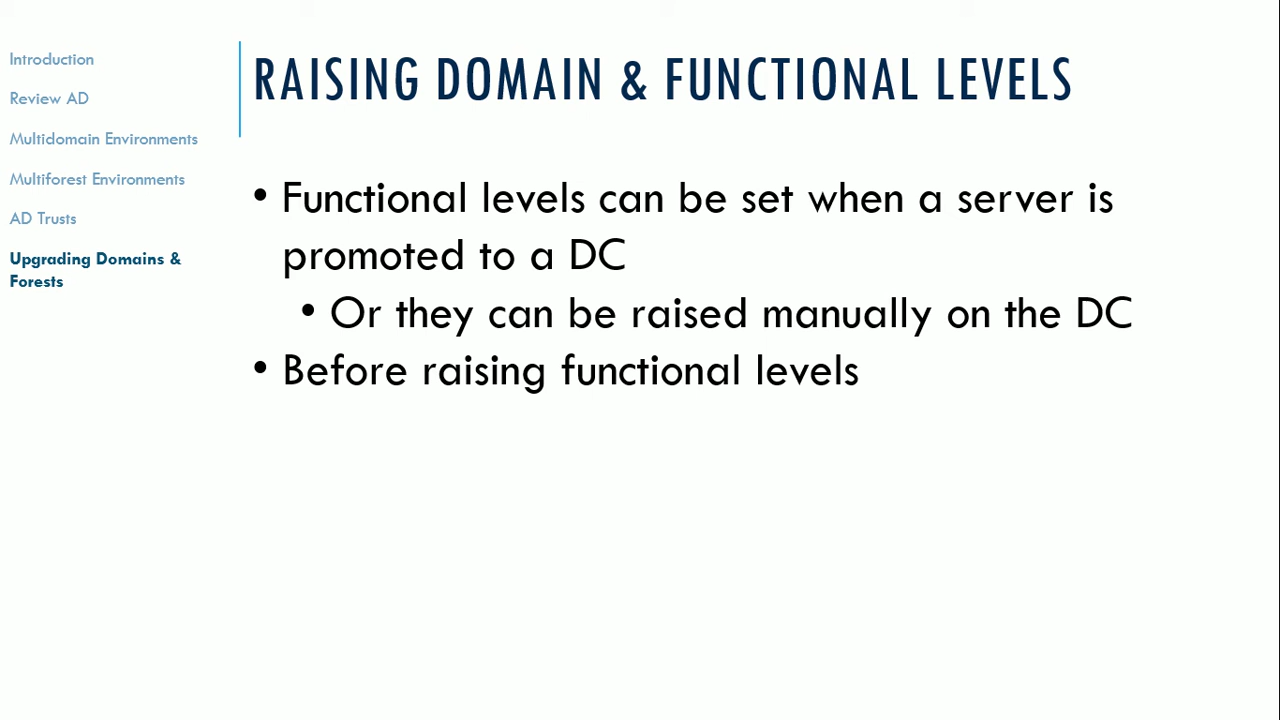 Introduction
Review AD
Multidomain Environments
Multiforest Environments
AD Trusts
Upgrading Domains &
Forests
RAISING DOMAIN & FUNCTIONAL LEVELS
• Functional levels can be set when a server is
promoted to a DC
• Or they can be raised manually on the DC
• Before raising functional levels